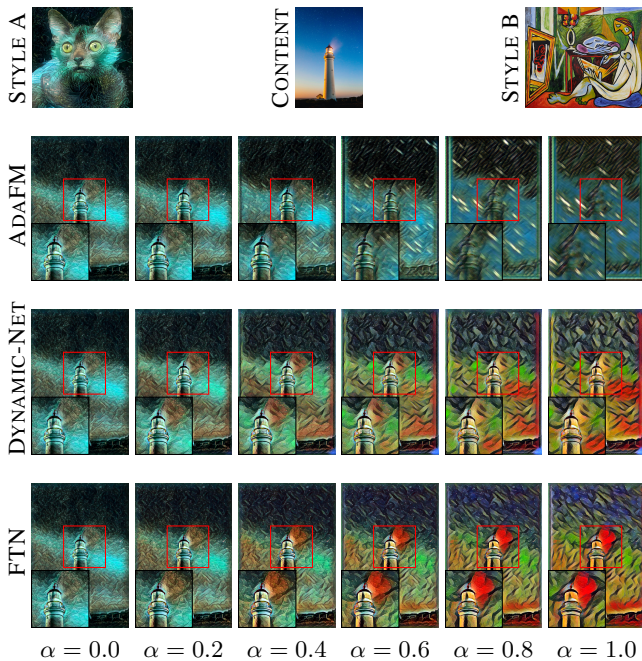 STYLE A
CONTENT
STYLE B
ADAFM
DYNAMIC-NET
FTN
α = 0.0 α = 0.2 α = 0.4 α = 0.6 α = 0.8 α = 1.0